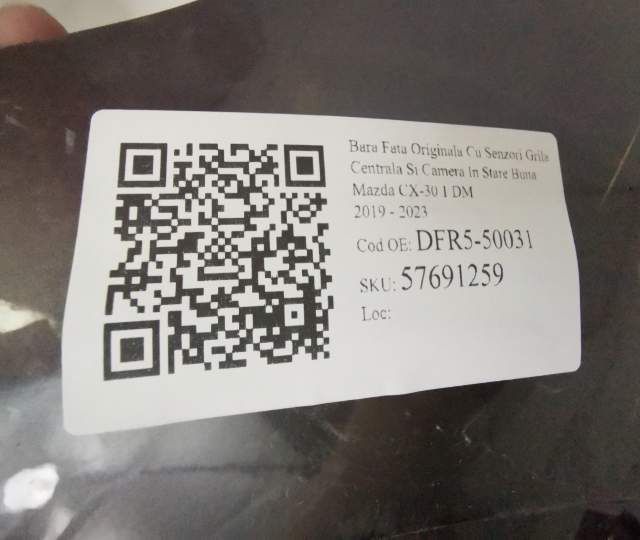 Bara Fata Originala Cu Senzori Grila
Centrala Si Camera In Stare Buna
Mazda CX-30 1 DM
2019 - 2023
Cod OE: DFR5-50031
SKU: 57691259
Loc: